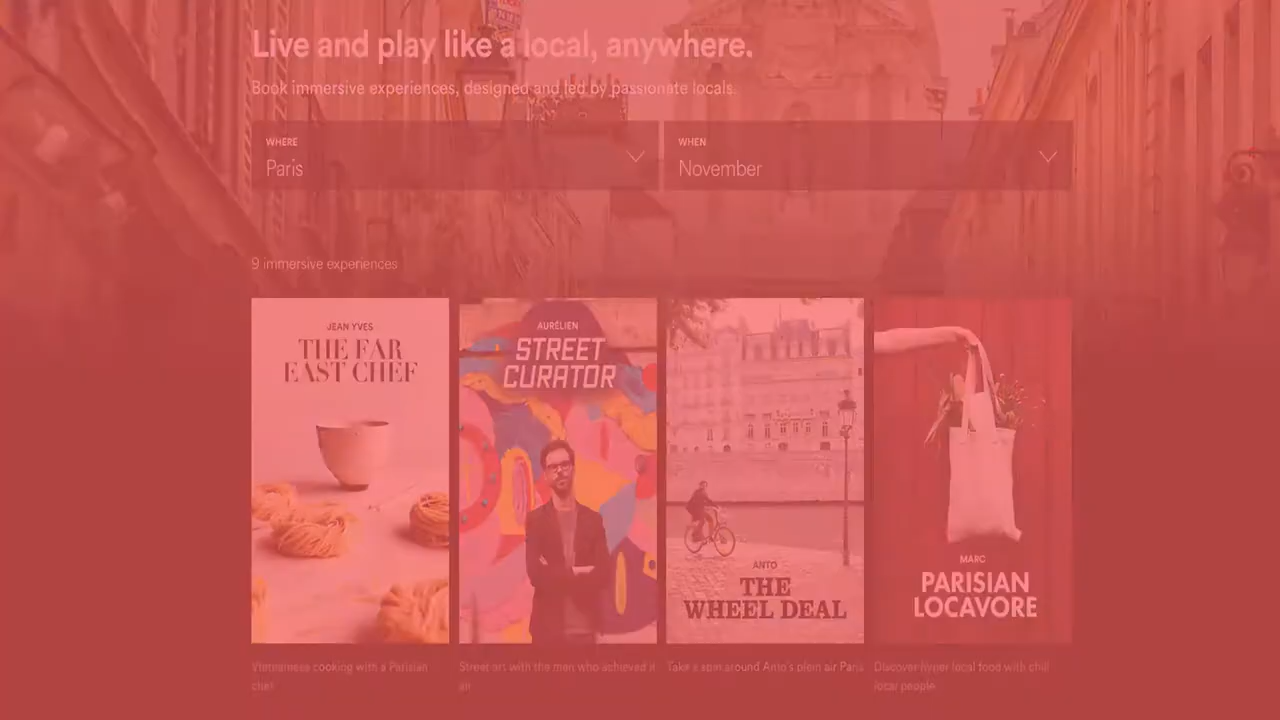 Live and play like a local, anywhere.
Book immersive experiences, designed and led by passionate locals.
WHERE
Paris
WHEN
November
9 immersive experiences
JEAN YVES
THE FAR
EAST CHEF
AURÉLIEN
STREET
CURATOR
ANTO
THE
WHEEL DEAL
MARC
PARISIAN
LOCAVORE
Vietnamese cooking with a Parisian
chef
Street art with the man who achieved it
all
Take a spin around Anto's plein air Paris
Discover hyper local food with chill
local people